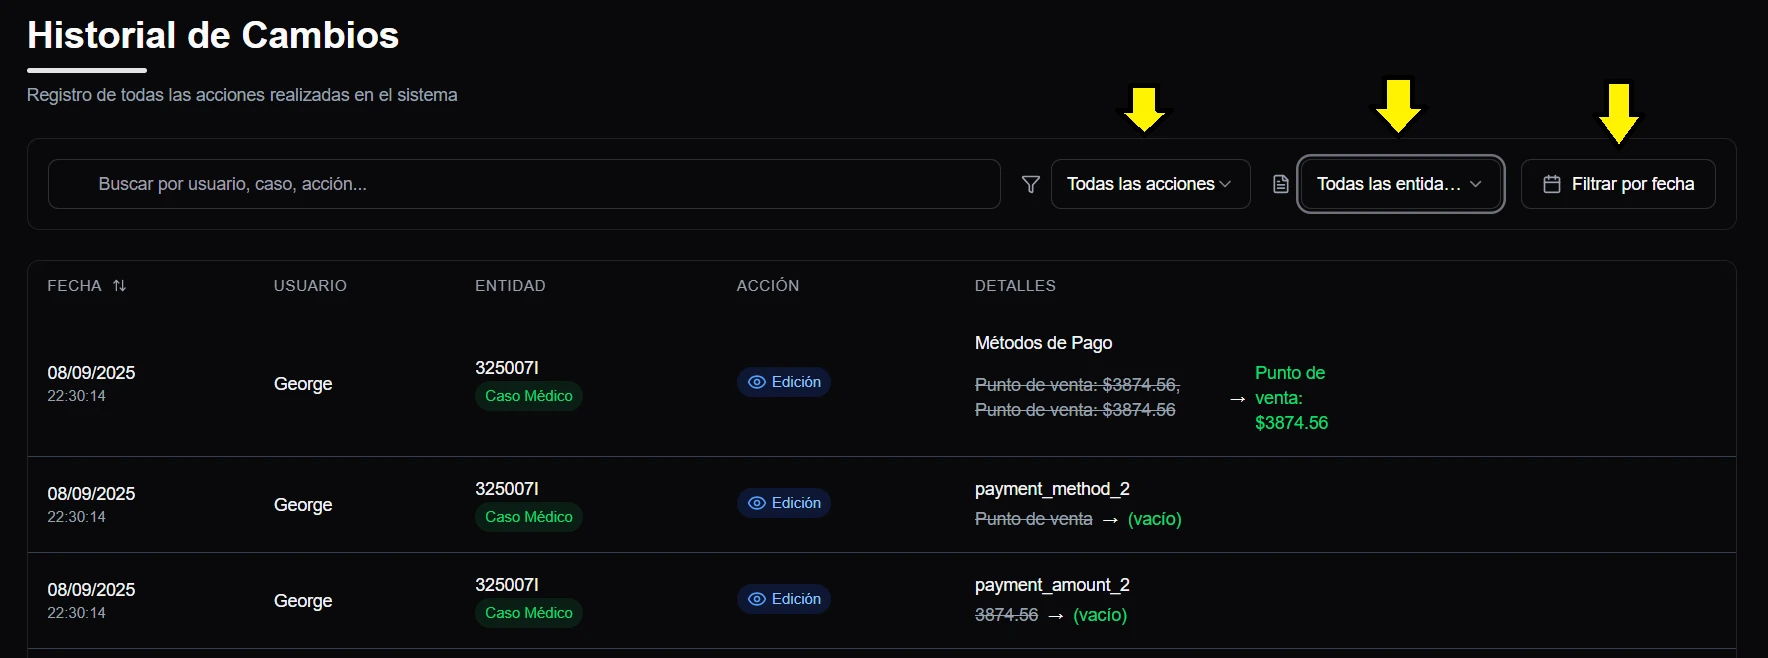 Historial de Cambios
Registro de todas las acciones realizadas en el sistema
Buscar por usuario, caso, acción...
Todas las acciones
Todas las entida...
Filtrar por fecha
FECHA USUARIO ENTIDAD ACCIÓN DETALLES
08/09/2025
22:30:14
George
325007I
Caso Médico
Edición
Métodos de Pago
Punto de venta: $3874.56,
Punto de venta: $3874.56
→
Punto de
venta:
$3874.56
08/09/2025
22:30:14
George
325007I
Caso Médico
Edición
payment_method_2
Punto de venta → (vacío)
08/09/2025
22:30:14
George
325007I
Caso Médico
Edición
payment_amount_2
3874.56 → (vacío)